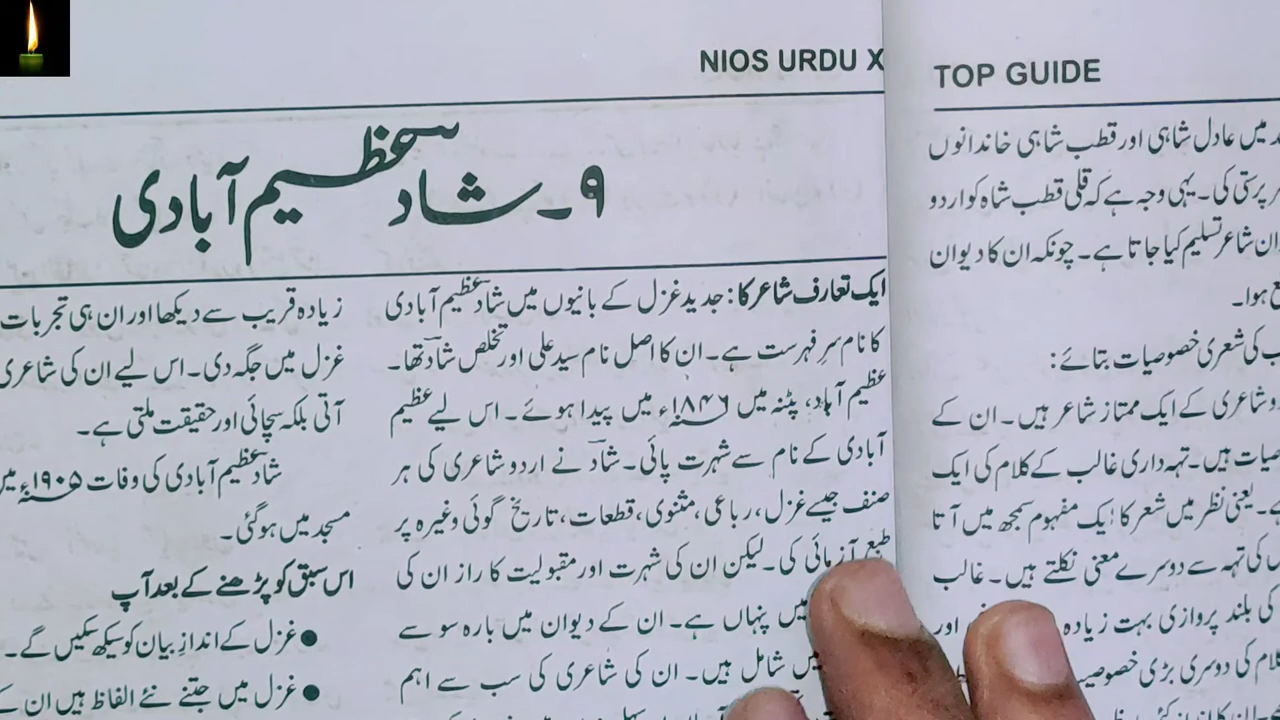 NIOS URDU X
۹۔ شاد عظیم آبادی
ایک تعارف شاعر کا: جدید غزل کے بانیوں میں شاد عظیم آبادی
کا نام سرِ فہرست ہے۔ ان کا اصل نام سید علی اور تخلص شاد تھا۔
عظیم آباد، پٹنہ میں ۱۸۴۶ء میں پیدا ہوئے۔ اس لیے عظیم
آبادی کے نام سے شہرت پائی۔ شاد نے اردو شاعری کی ہر
صنف جیسے غزل، رباعی، مثنوی، قطعات، تاریخ گوئی وغیرہ پر
طبع آزمائی کی۔ لیکن ان کی شہرت اور مقبولیت کا راز ان کی
میں پنہاں ہے۔ ان کے دیوان میں بارہ سو سے
شامل ہیں۔ ان کی شاعری کی سب سے اہم
زیادہ قریب سے دیکھا اور ان ہی تجربات
غزل میں جگہ دی۔ اس لیے ان کی شاعری
آتی بلکہ سچائی اور حقیقت ملتی ہے۔
شاد عظیم آبادی کی وفات ۱۹۰۵ء میں
مسجد میں ہوگئی۔
اس سبق کو پڑھنے کے بعد آپ
● غزل کے اندازِ بیان کو سیکھ سکیں گے۔
● غزل میں جتنے نئے الفاظ ہیں ان کے
TOP GUIDE
میں عادل شاہی اور قطب شاہی خاندانوں
پرستی کی۔ یہی وجہ ہے کہ قلی قطب شاہ کو اردو
شاعر تسلیم کیا جاتا ہے۔ چونکہ ان کا دیوان
ہوا۔
کی شعری خصوصیات بتائے:
شاعری کے ایک ممتاز شاعر ہیں۔ ان کے
ہیں۔ تہہ داری غالب کے کلام کی ایک
یعنی نظر میں شعر کا ایک مفہوم سمجھ میں آتا
کی تہہ سے دوسرے معنی نکلتے ہیں۔ غالب
کی بلند پروازی بہت زیادہ اور
کی دوسری بڑی